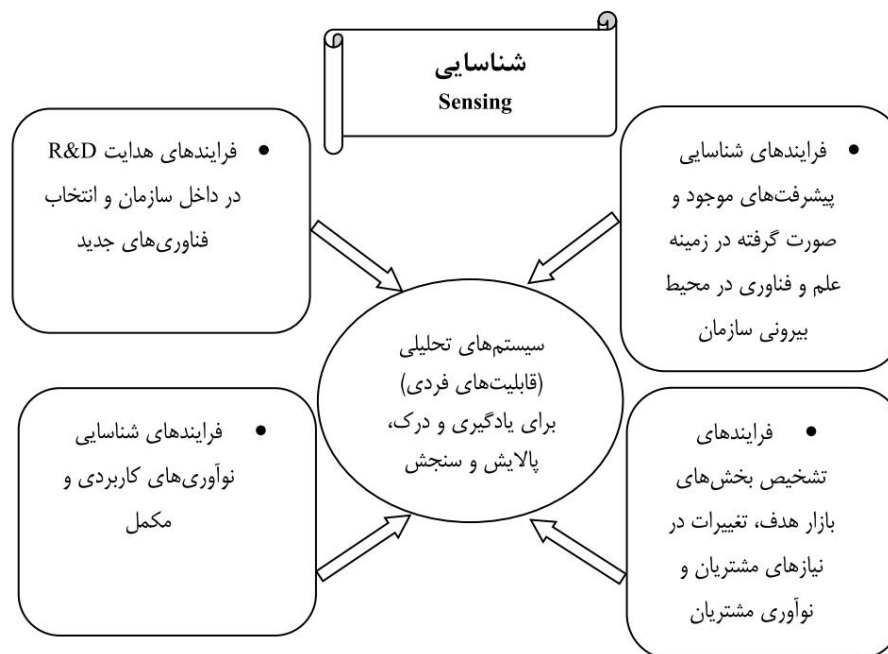 شناسایی
Sensing
• فرایندهای شناسایی
پیشرفت‌های موجود و
صورت گرفته در زمینه
علم و فناوری در محیط
بیرونی سازمان
• فرایندهای هدایت R&D
در داخل سازمان و انتخاب
فناوری‌های جدید
سیستم‌های تحلیلی
(قابلیت‌های فردی)
برای یادگیری و درک،
پالایش و سنجش
• فرایندهای
تشخیص بخش‌های
بازار هدف، تغییرات در
نیازهای مشتریان و
نوآوری مشتریان
• فرایندهای شناسایی
نوآوری‌های کاربردی و
مکمل